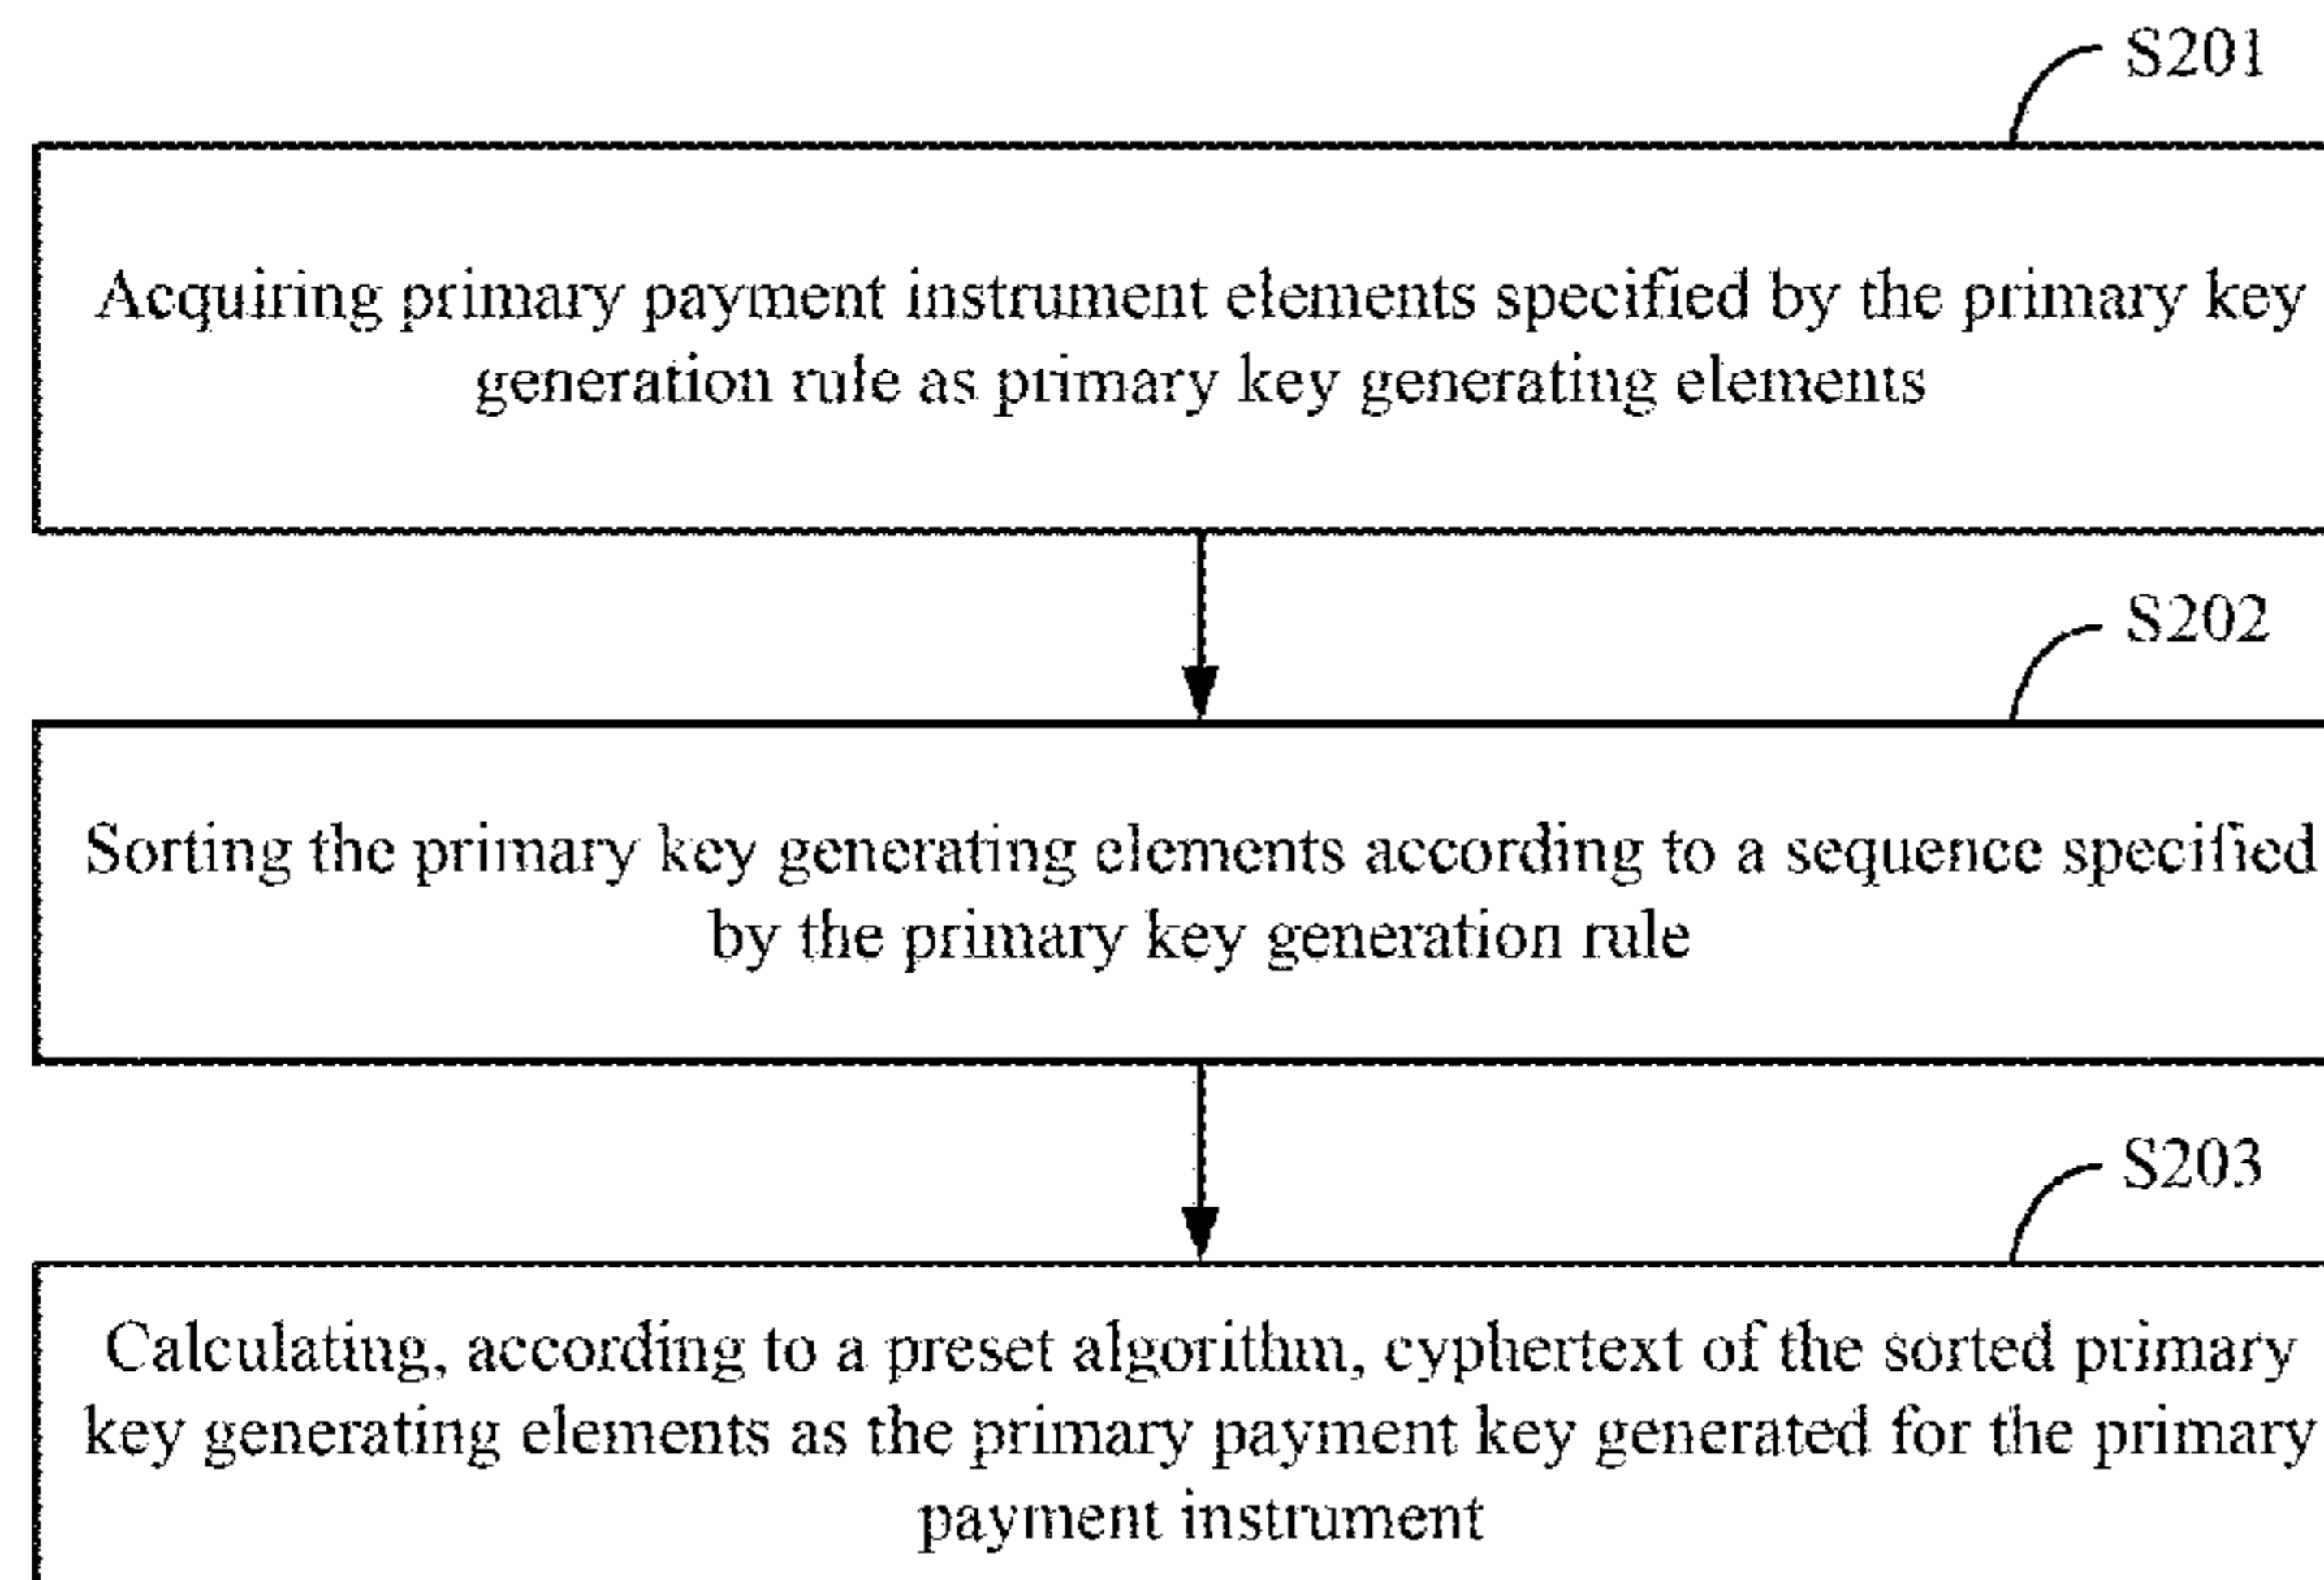 S201
Acquiring primary payment instrument elements specified by the primary key
generation rule as primary key generating elements
S202
Sorting the primary key generating elements according to a sequence specified
by the primary key generation rule
S203
Calculating, according to a preset algorithm, cyphertext of the sorted primary
key generating elements as the primary payment key generated for the primary
payment instrument